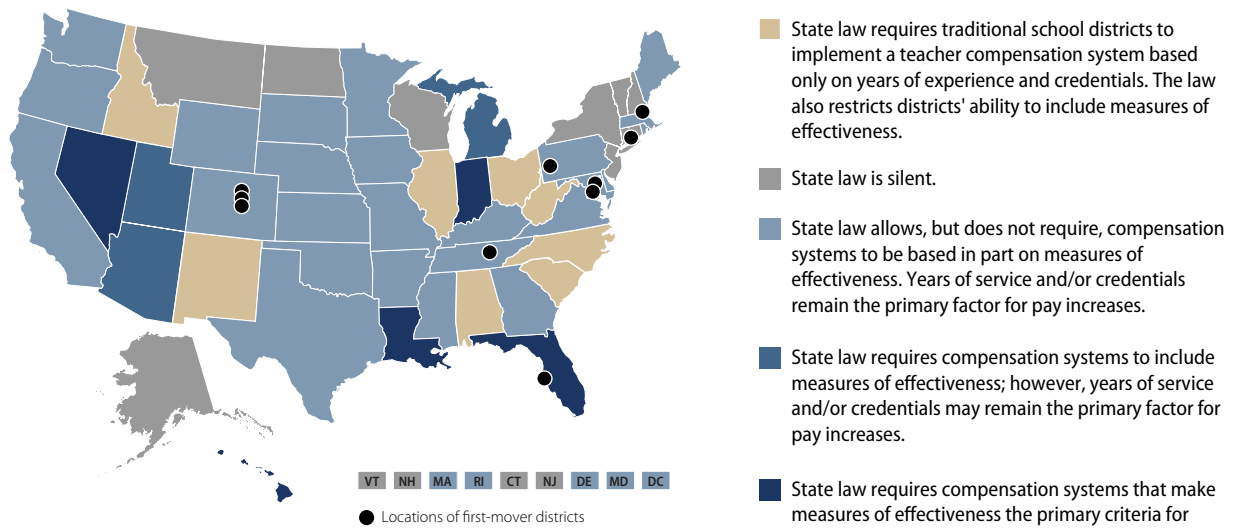 State law requires traditional school districts to
implement a teacher compensation system based
only on years of experience and credentials. The law
also restricts districts' ability to include measures of
effectiveness.
State law is silent.
State law allows, but does not require, compensation
systems to be based in part on measures of
effectiveness. Years of service and/or credentials
remain the primary factor for pay increases.
State law requires compensation systems to include
measures of effectiveness; however, years of service
and/or credentials may remain the primary factor for
pay increases.
State law requires compensation systems that make
measures of effectiveness the primary criteria for
VT NH MA RI CT NJ DE MD DC
Locations of first-mover districts